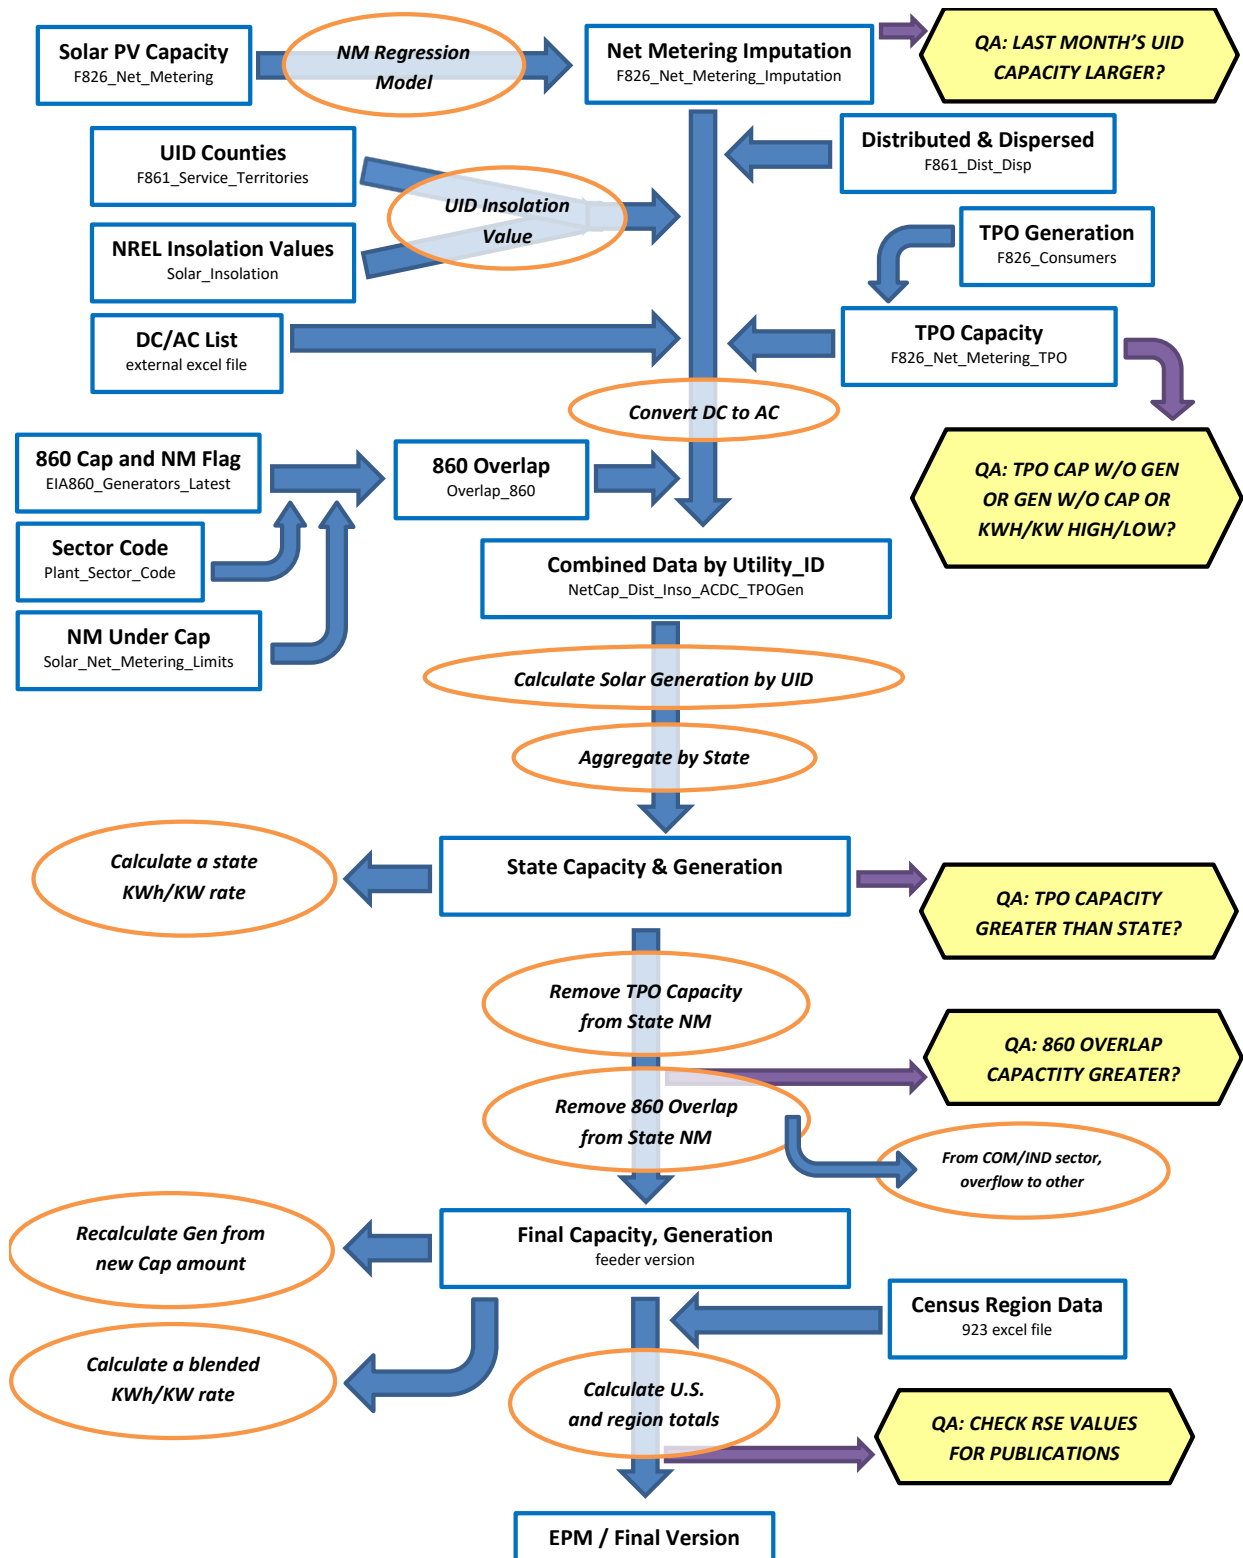 Solar PV Capacity
F826_Net_Metering
NM Regression
Model
Net Metering Imputation
F826_Net_Metering_Imputation
QA: LAST MONTH'S UID
CAPACITY LARGER?
UID Counties
F861_Service_Territories
Distributed & Dispersed
F861_Dist_Disp
UID Insolation
Value
NREL Insolation Values
Solar_Insolation
TPO Generation
F826_Consumers
DC/AC List
external excel file
TPO Capacity
F826_Net_Metering_TPO
Convert DC to AC
860 Cap and NM Flag
EIA860_Generators_Latest
860 Overlap
Overlap_860
QA: TPO CAP W/O GEN
OR GEN W/O CAP OR
KWH/KW HIGH/LOW?
Sector Code
Plant_Sector_Code
Combined Data by Utility_ID
NetCap_Dist_Inso_ACDC_TPOGen
NM Under Cap
Solar_Net_Metering_Limits
Calculate Solar Generation by UID
Aggregate by State
Calculate a state
KWh/KW rate
State Capacity & Generation
QA: TPO CAPACITY
GREATER THAN STATE?
Remove TPO Capacity
from State NM
QA: 860 OVERLAP
CAPACTITY GREATER?
Remove 860 Overlap
from State NM
From COM/IND sector,
overflow to other
Recalculate Gen from
new Cap amount
Final Capacity, Generation
feeder version
Census Region Data
923 excel file
Calculate a blended
KWh/KW rate
Calculate U.S.
and region totals
QA: CHECK RSE VALUES
FOR PUBLICATIONS
EPM / Final Version